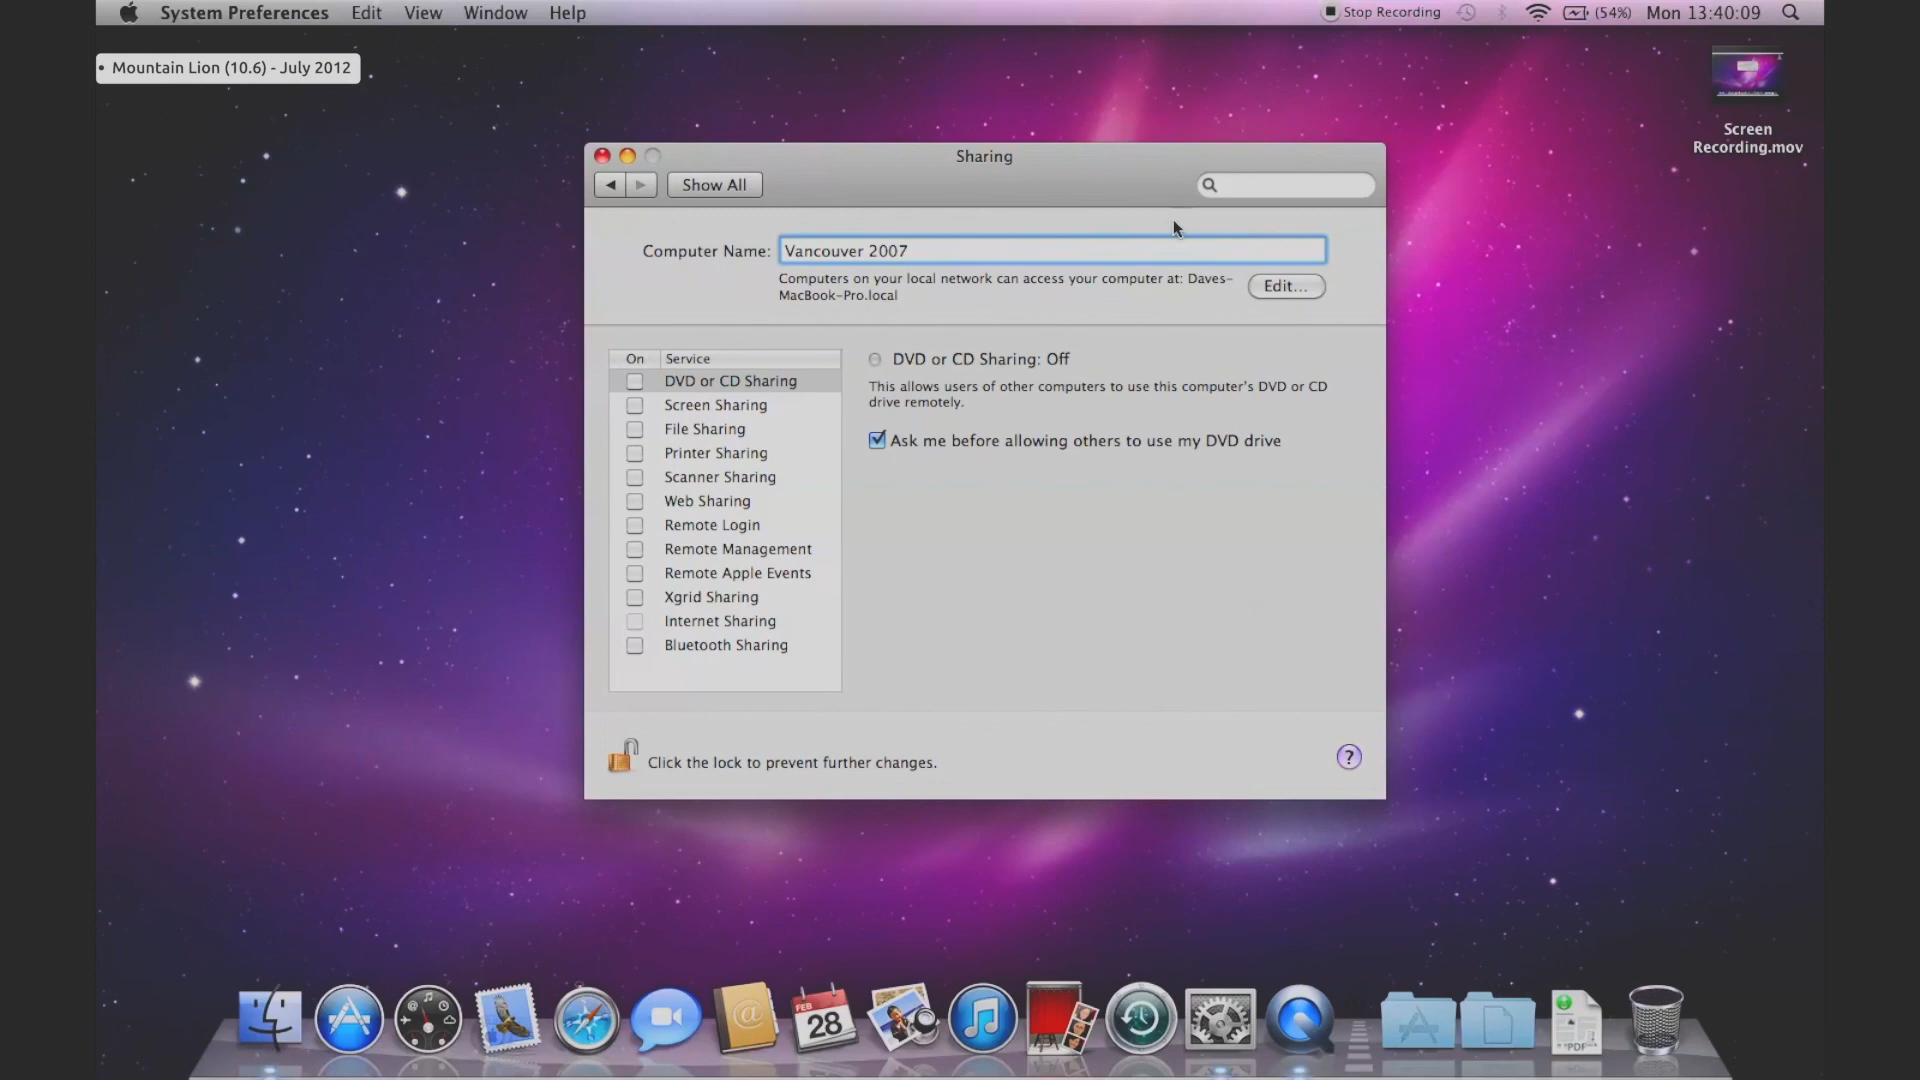 System Preferences Edit View Window Help
Stop Recording (54%) Mon 13:40:09
• Mountain Lion (10.6) - July 2012
Screen
Recording.mov
Sharing
Show All
Computer Name: Vancouver 2007
Computers on your local network can access your computer at: Daves-
MacBook-Pro.local
Edit...
On Service
DVD or CD Sharing
Screen Sharing
File Sharing
Printer Sharing
Scanner Sharing
Web Sharing
Remote Login
Remote Management
Remote Apple Events
Xgrid Sharing
Internet Sharing
Bluetooth Sharing
DVD or CD Sharing: Off
This allows users of other computers to use this computer's DVD or CD
drive remotely.
Ask me before allowing others to use my DVD drive
Click the lock to prevent further changes.
?
@
FEB
28
PDF